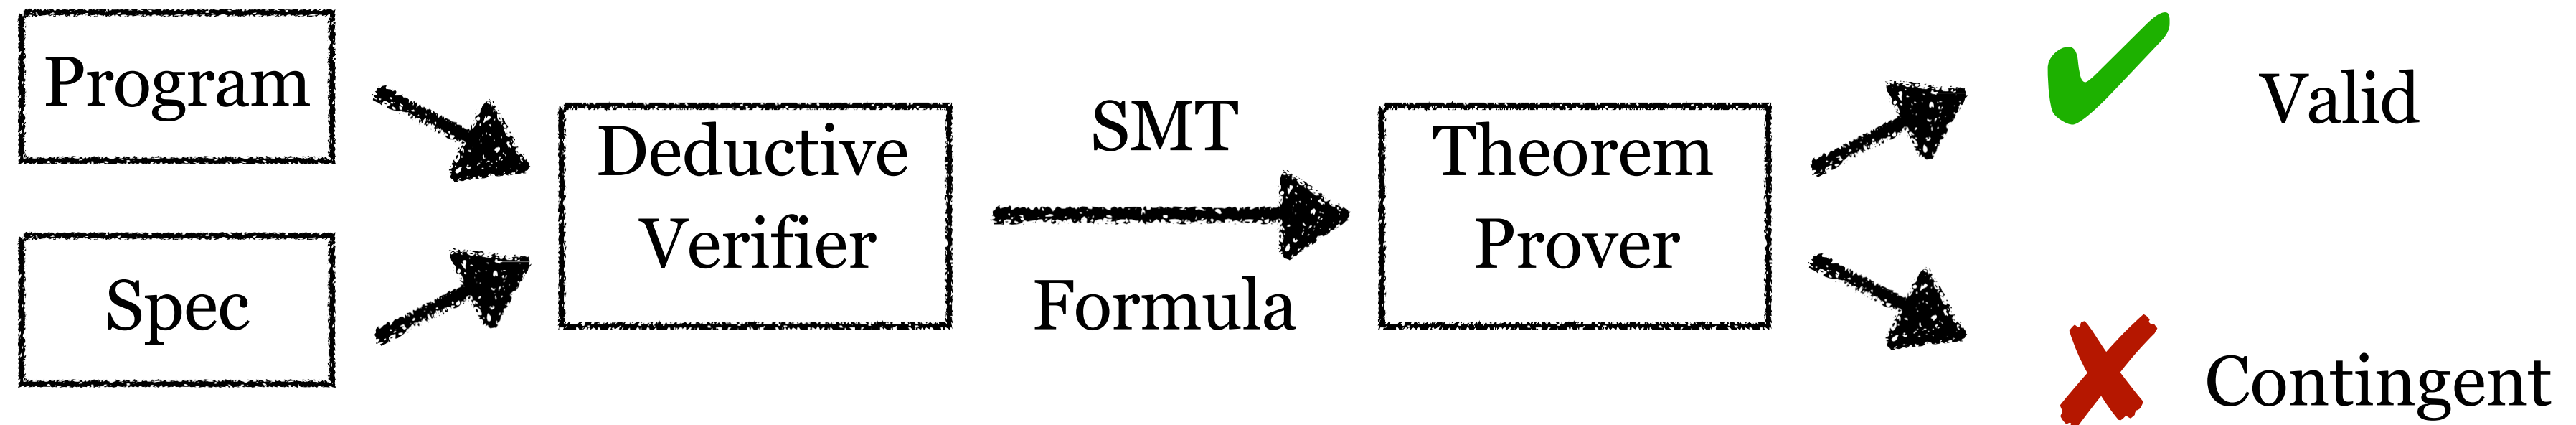 Program
Spec
Deductive
Verifier
SMT
Formula
Theorem
Prover
Valid
Contingent